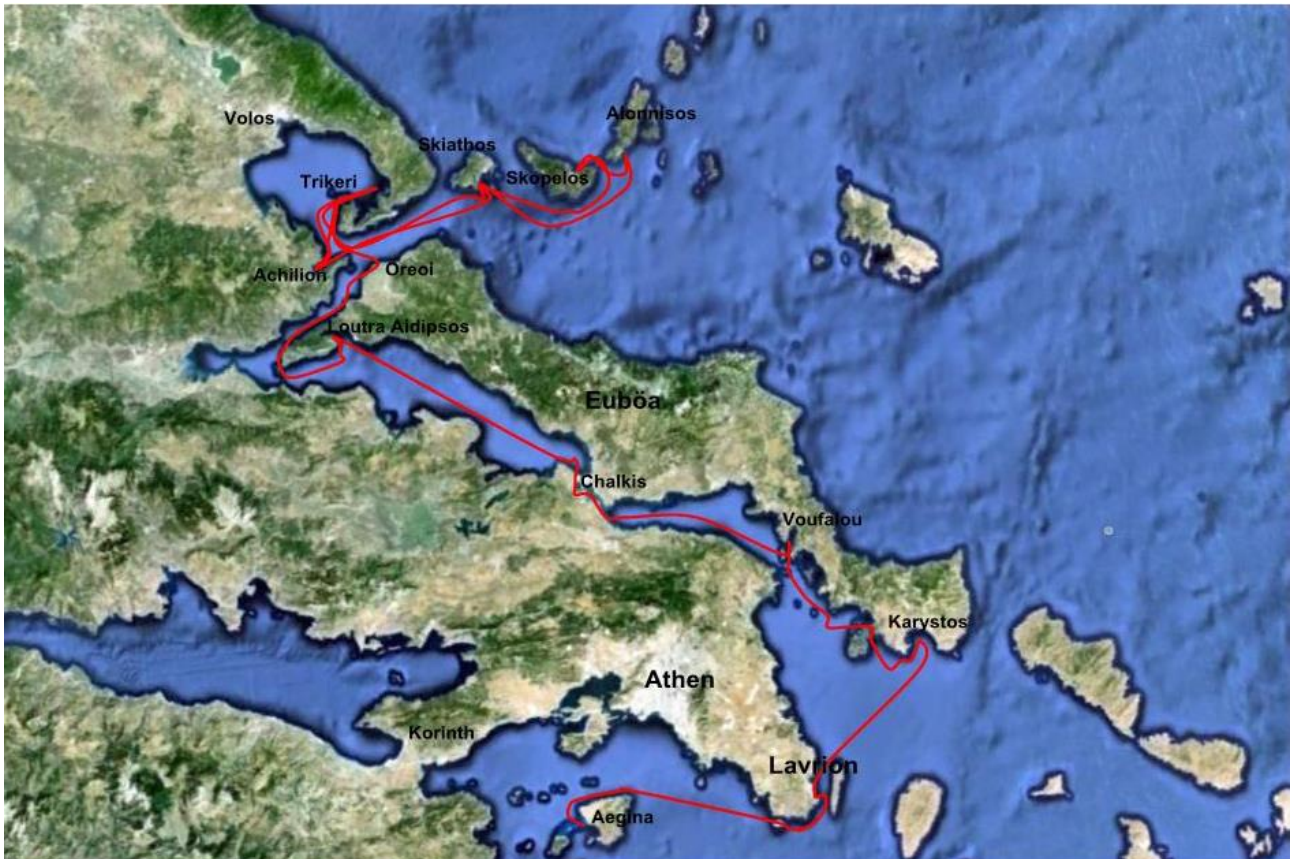 Alonnisos
Volos
Skiathos
Skopelos
Trikeri
Achilion
Oreoi
Loutra Aidipsos
Euböa
Chalkis
Voufalou
Karystos
Athen
Korinth
Lavrion
Aegina